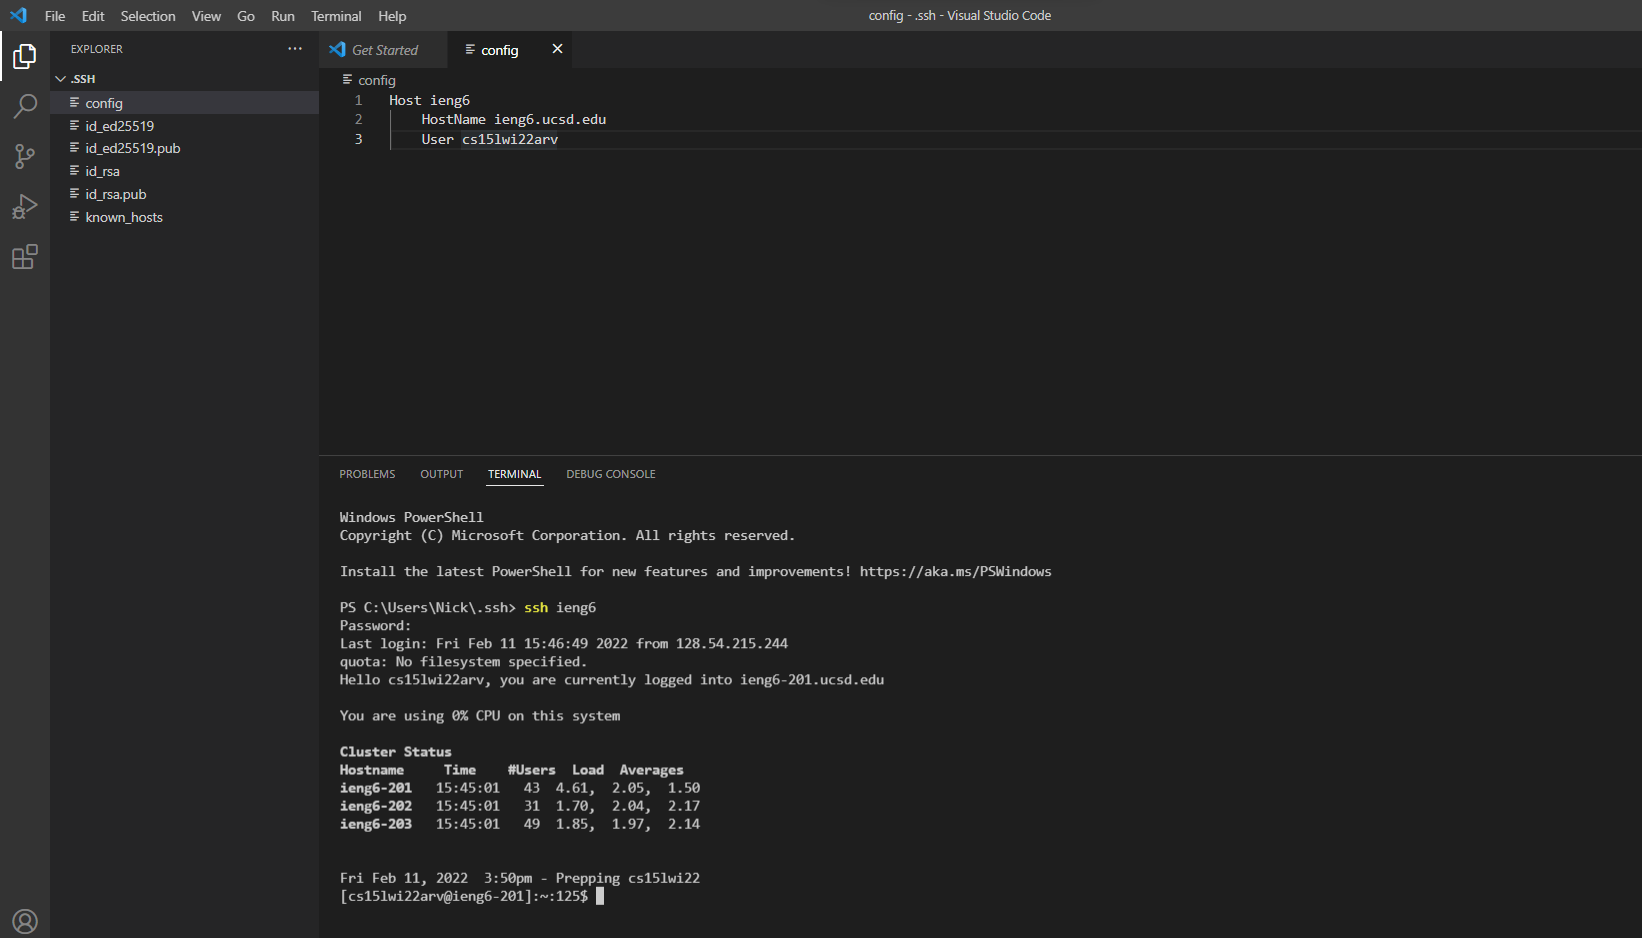 File Edit Selection View Go Run Terminal Help
config - .ssh - Visual Studio Code
EXPLORER
.SSH
config
id_ed25519
id_ed25519.pub
id_rsa
id_rsa.pub
known_hosts
Get Started config
config
1 Host ieng6
2 HostName ieng6.ucsd.edu
3 User cs15lwi22arv
PROBLEMS OUTPUT TERMINAL DEBUG CONSOLE
Windows PowerShell
Copyright (C) Microsoft Corporation. All rights reserved.
Install the latest PowerShell for new features and improvements! https://aka.ms/PSWindows
PS C:\Users\Nick\.ssh> ssh ieng6
Password:
Last login: Fri Feb 11 15:46:49 2022 from 128.54.215.244
quota: No filesystem specified.
Hello cs15lwi22arv, you are currently logged into ieng6-201.ucsd.edu
You are using 0% CPU on this system
Cluster Status
Hostname Time #Users Load Averages
ieng6-201 15:45:01 43 4.61, 2.05, 1.50
ieng6-202 15:45:01 31 1.70, 2.04, 2.17
ieng6-203 15:45:01 49 1.85, 1.97, 2.14
Fri Feb 11, 2022 3:50pm - Prepping cs15lwi22
[cs15lwi22arv@ieng6-201]:~:125$